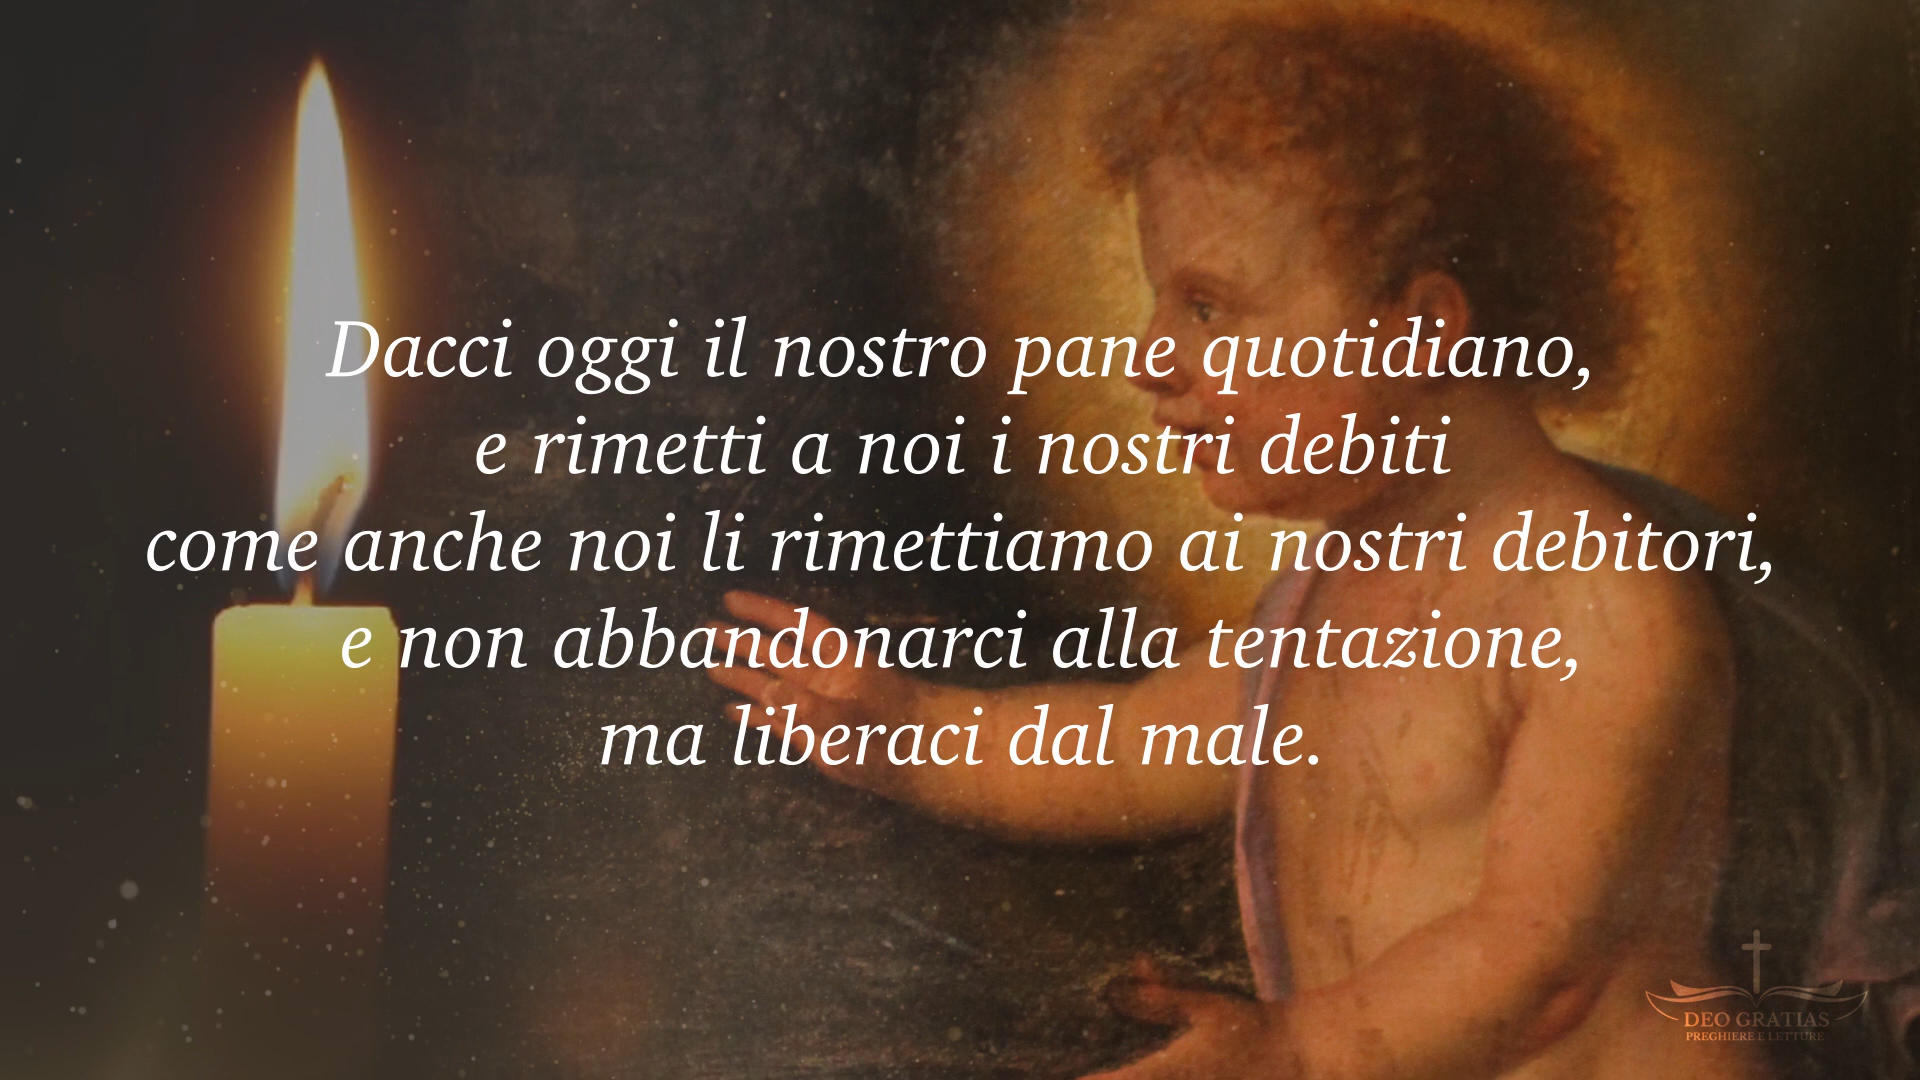 Dacci oggi il nostro pane quotidiano,
e rimetti a noi i nostri debiti
come anche noi li rimettiamo ai nostri debitori,
e non abbandonarci alla tentazione,
ma liberaci dal male.
DEO GRATIAS
PREGHIERE E LETTURE